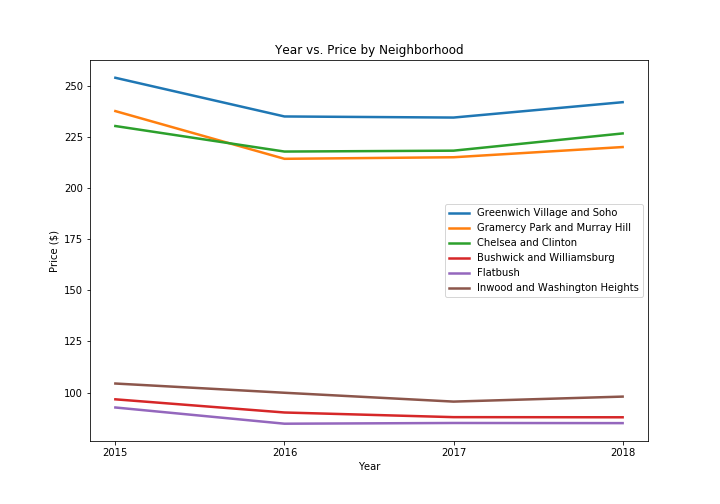 Year vs. Price by Neighborhood
Price ($)
250
225
200
175
150
125
100
Greenwich Village and Soho
Gramercy Park and Murray Hill
Chelsea and Clinton
Bushwick and Williamsburg
Flatbush
Inwood and Washington Heights
2015 2016 2017 2018
Year